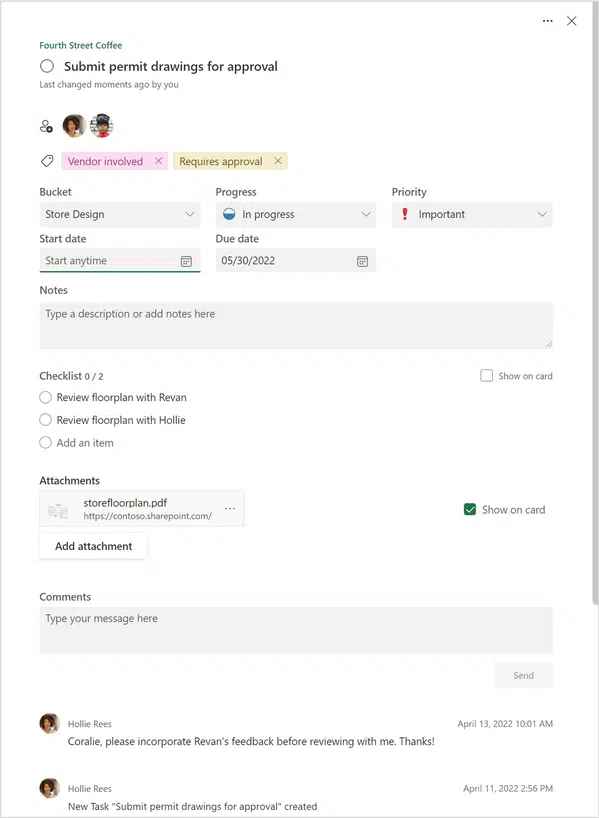 Fourth Street Coffee
Submit permit drawings for approval
Last changed moments ago by you
Vendor involved Requires approval
Bucket Progress Priority
Store Design In progress Important
Start date Due date
Start anytime 05/30/2022
Notes
Type a description or add notes here
Checklist 0 / 2 Show on card
Review floorplan with Revan
Review floorplan with Hollie
Add an item
Attachments
storefloorplan.pdf
https://contoso.sharepoint.com/ Show on card
Add attachment
Comments
Type your message here
Send
Hollie Rees April 13, 2022 10:01 AM
Coralie, please incorporate Revan's feedback before reviewing with me. Thanks!
Hollie Rees April 11, 2022 2:56 PM
New Task "Submit permit drawings for approval" created